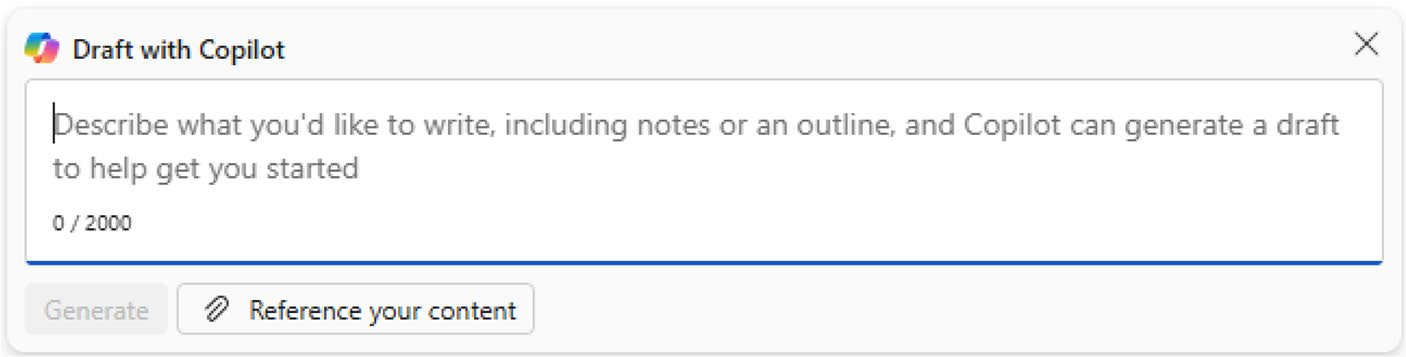 Draft with Copilot
Describe what you'd like to write, including notes or an outline, and Copilot can generate a draft
to help get you started
0 / 2000
Generate
Reference your content